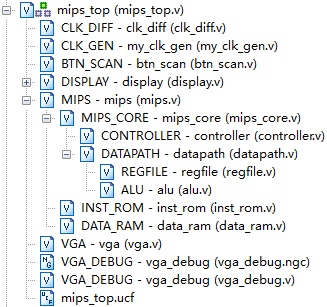 mips_top (mips_top.v)
CLK_DIFF - clk_diff (clk_diff.v)
CLK_GEN - my_clk_gen (my_clk_gen.v)
BTN_SCAN - btn_scan (btn_scan.v)
DISPLAY - display (display.v)
MIPS - mips (mips.v)
MIPS_CORE - mips_core (mips_core.v)
CONTROLLER - controller (controller.v)
DATAPATH - datapath (datapath.v)
REGFILE - regfile (regfile.v)
ALU - alu (alu.v)
INST_ROM - inst_rom (inst_rom.v)
DATA_RAM - data_ram (data_ram.v)
VGA - vga (vga.v)
VGA_DEBUG - vga_debug (vga_debug.ngc)
VGA_DEBUG - vga_debug (vga_debug.v)
mips_top.ucf